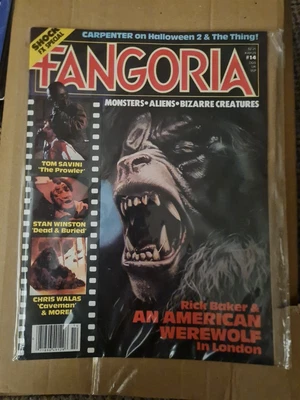 CARPENTER on Halloween 2 & The Thing!
SHOCK
FX SPECIAL
FANGORIA
#14
MONSTERS • ALIENS • BIZARRE CREATURES
TOM SAVINI
'The Prowler'
STAN WINSTON
'Dead & Buried'
CHRIS WALAS
'Caveman'
& MORE!
Rick Baker &
AN AMERICAN
WEREWOLF
in London